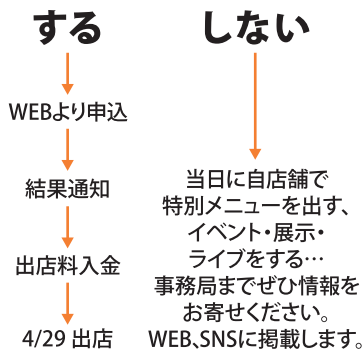 する
WEBより申込
結果通知
出店料入金
4/29 出店
しない
当日に自店舗で
特別メニューを出す、
イベント・展示・
ライブをする…
事務局までぜひ情報を
お寄せください。
WEB、SNSに掲載します。